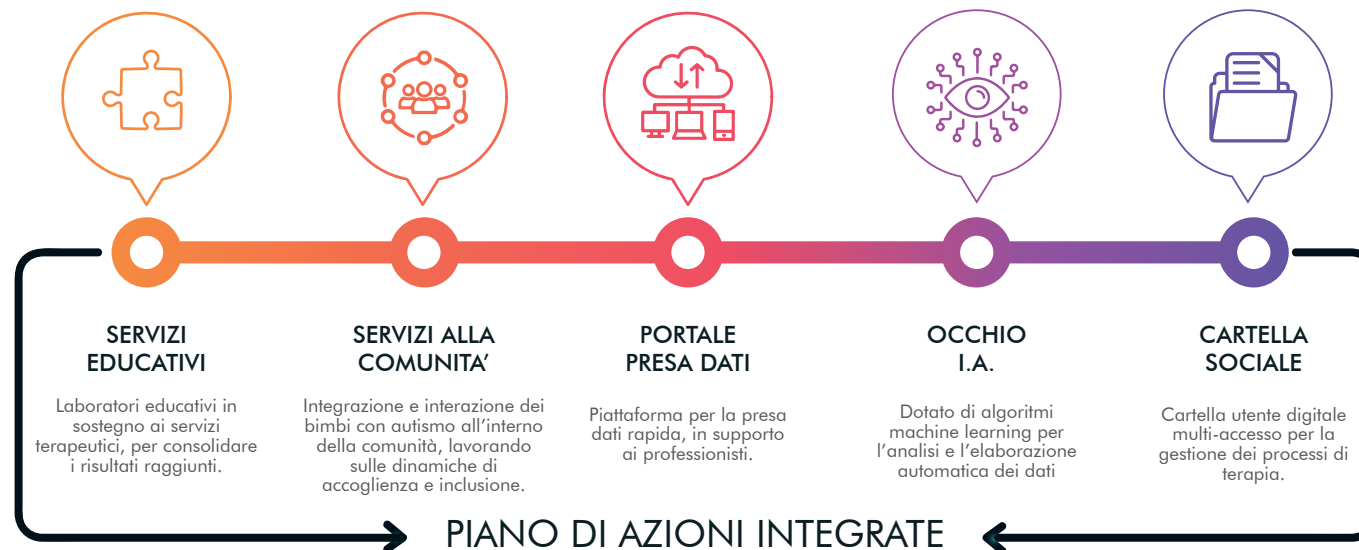 SERVIZI
EDUCATIVI
Laboratori educativi in
sostegno ai servizi
terapeutici, per consolidare
i risultati raggiunti.
SERVIZI ALLA
COMUNITA’
Integrazione e interazione dei
bimbi con autismo all’interno
della comunità, lavorando
sulle dinamiche di
accoglienza e inclusione.
PORTALE
PRESA DATI
Piattaforma per la presa
dati rapida, in supporto
ai professionisti.
OCCHIO
I.A.
Dotato di algoritmi
machine learning per
l’analisi e l’elaborazione
automatica dei dati
CARTELLA
SOCIALE
Cartella utente digitale
multi-accesso per la
gestione dei processi di
terapia.
PIANO DI AZIONI INTEGRATE